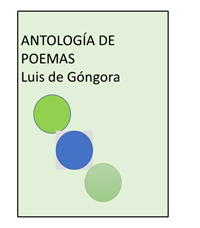 ANTOLOGÍA DE
POEMAS
Luis de Góngora